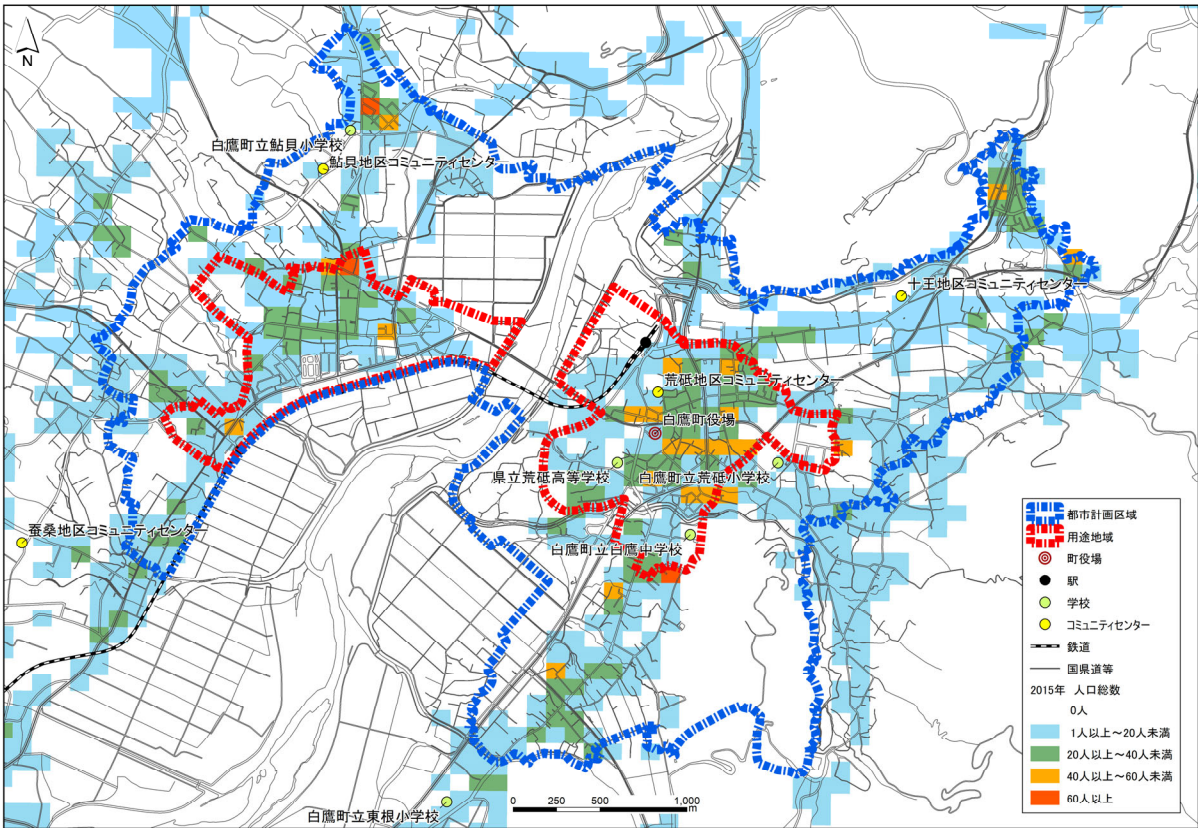 N
白鷹町立鮎貝小学校
鮎貝地区コミュニティセンター
十王地区コミュニティセンター
荒砥地区コミュニティセンター
白鷹町役場
県立荒砥高等学校
白鷹町立荒砥小学校
蚕桑地区コミュニティセンター
白鷹町立白鷹中学校
白鷹町立東根小学校
0 250 500 1,000
m
都市計画区域
用途地域
町役場
駅
学校
コミュニティセンター
鉄道
国県道等
2015年 人口総数
0人
1人以上～20人未満
20人以上～40人未満
40人以上～60人未満
60人以上